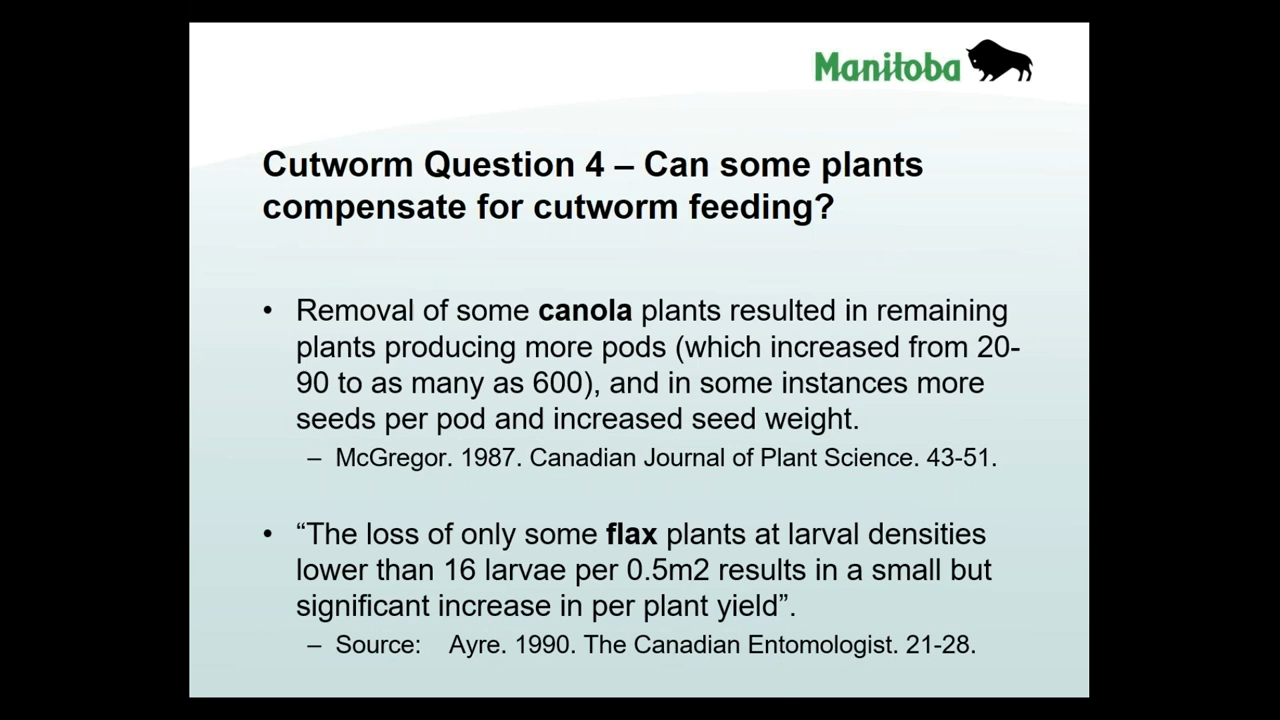 Manitoba
Cutworm Question 4 – Can some plants
compensate for cutworm feeding?
• Removal of some canola plants resulted in remaining
plants producing more pods (which increased from 20-
90 to as many as 600), and in some instances more
seeds per pod and increased seed weight.
– McGregor. 1987. Canadian Journal of Plant Science. 43-51.
• “The loss of only some flax plants at larval densities
lower than 16 larvae per 0.5m2 results in a small but
significant increase in per plant yield”.
– Source: Ayre. 1990. The Canadian Entomologist. 21-28.